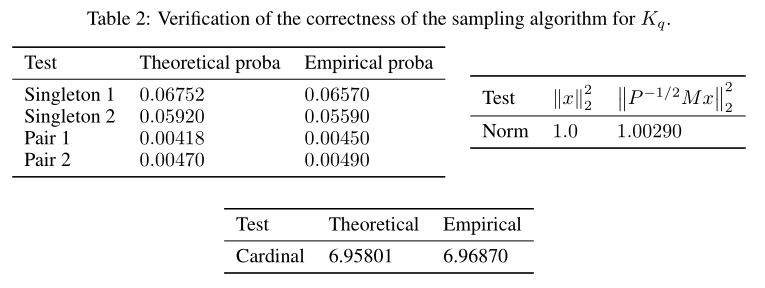 Table 2: Verification of the correctness of the sampling algorithm for $K_q$.
Test Theoretical proba Empirical proba
Singleton 1 0.06752 0.06570
Singleton 2 0.05920 0.05590
Pair 1 0.00418 0.00450
Pair 2 0.00470 0.00490
Test $\|x\|_2^2$ $\|P^{-1/2}Mx\|_2^2$
Norm 1.0 1.00290
Test Theoretical Empirical
Cardinal 6.95801 6.96870